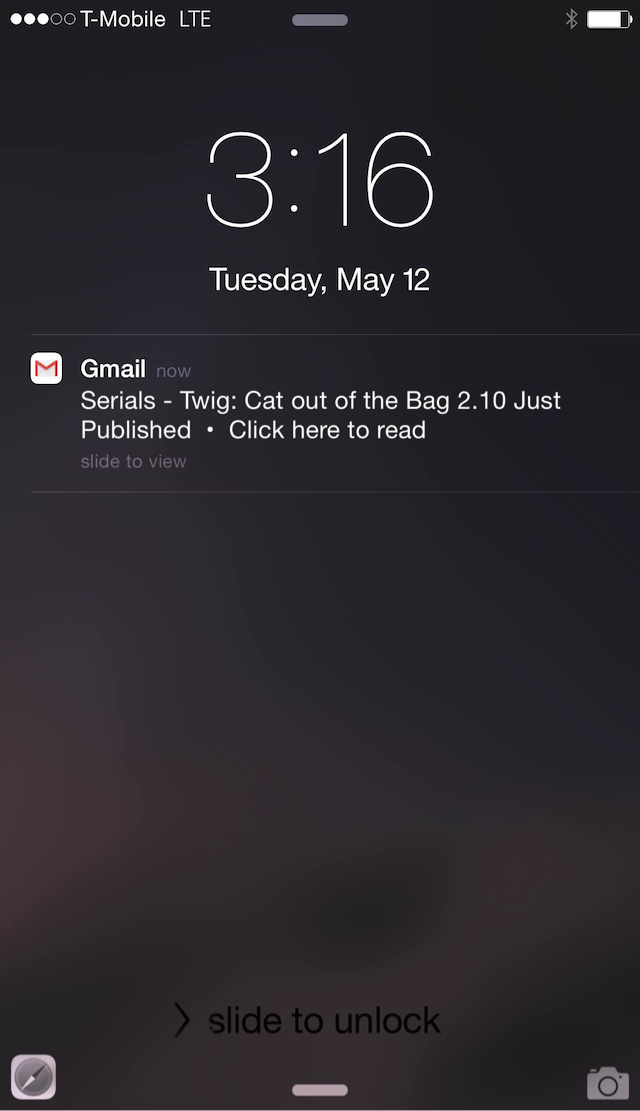 T-Mobile LTE
3:16
Tuesday, May 12
Gmail now
Serials - Twig: Cat out of the Bag 2.10 Just
Published • Click here to read
slide to view
> slide to unlock